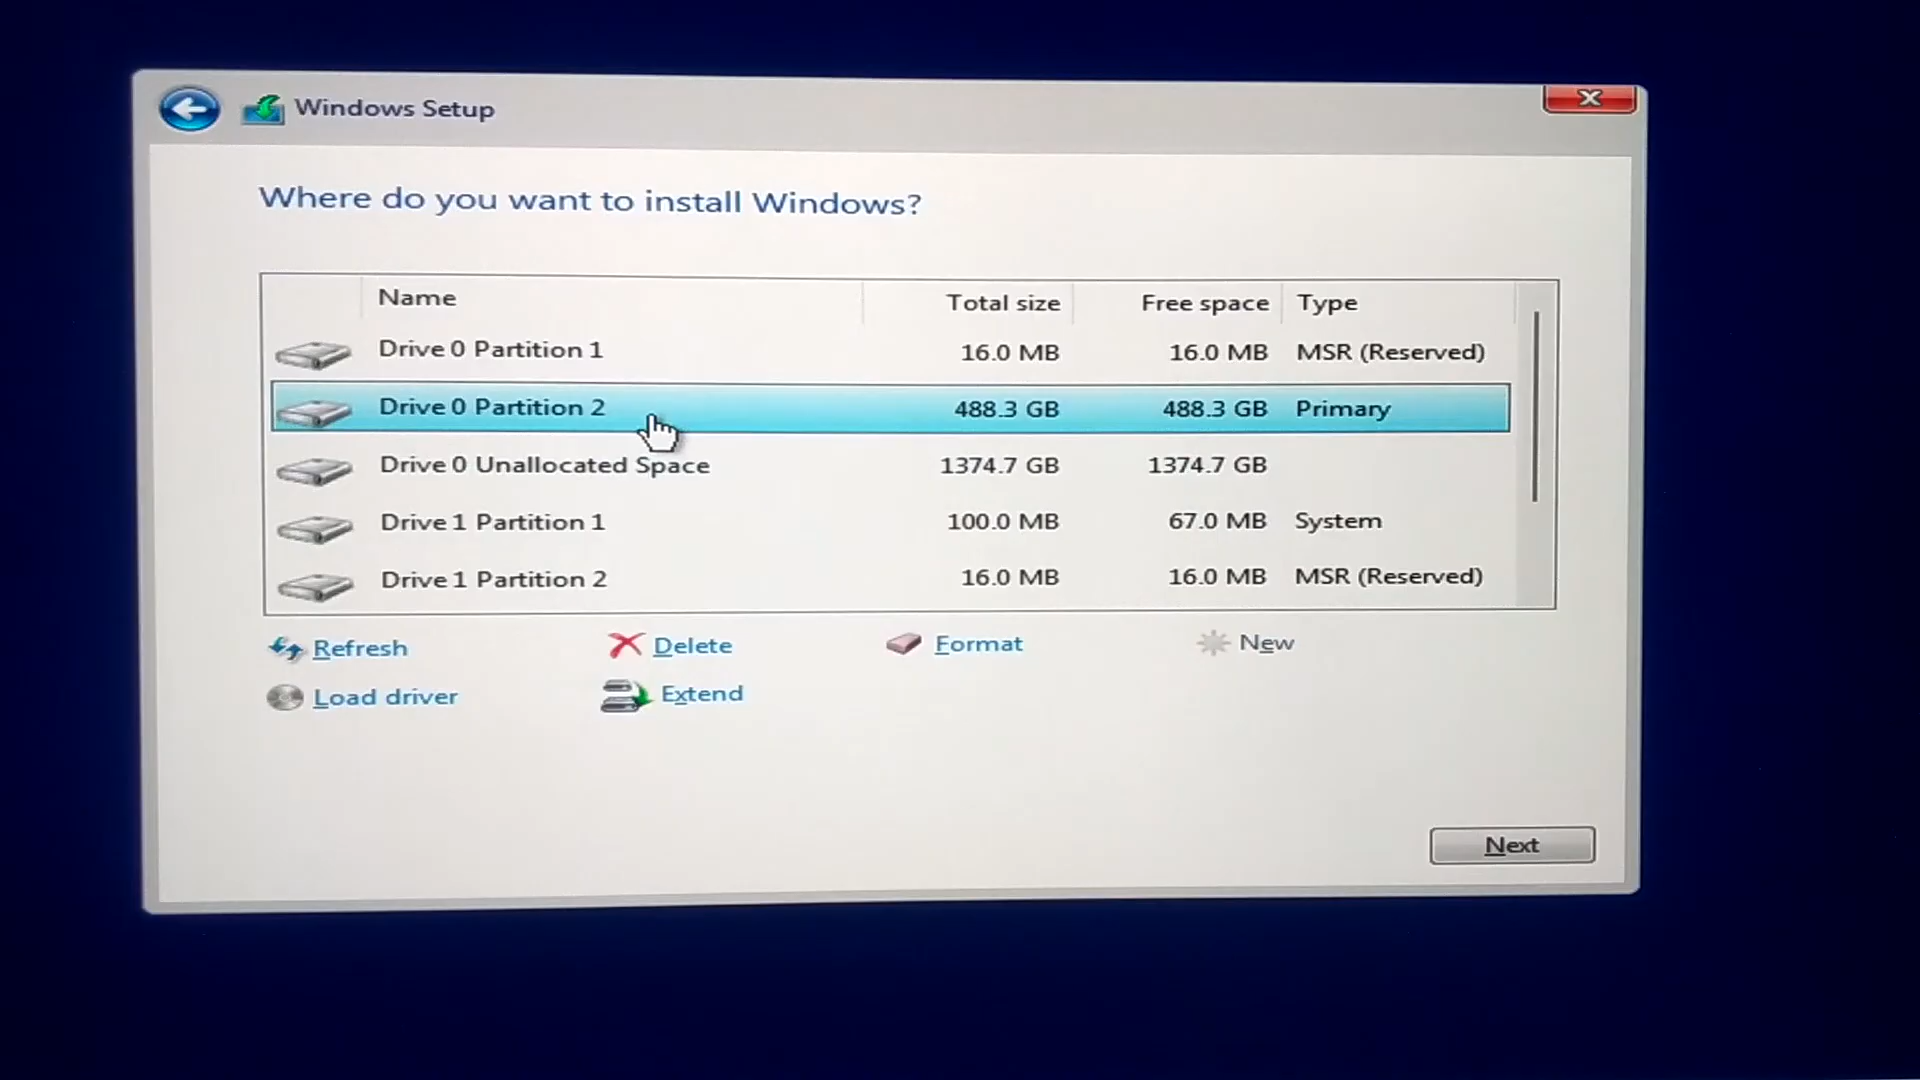 Windows Setup
Where do you want to install Windows?
Name Total size Free space Type
Drive 0 Partition 1 16.0 MB 16.0 MB MSR (Reserved)
Drive 0 Partition 2 488.3 GB 488.3 GB Primary
Drive 0 Unallocated Space 1374.7 GB 1374.7 GB
Drive 1 Partition 1 100.0 MB 67.0 MB System
Drive 1 Partition 2 16.0 MB 16.0 MB MSR (Reserved)
Refresh Delete Format New
Load driver Extend
Next